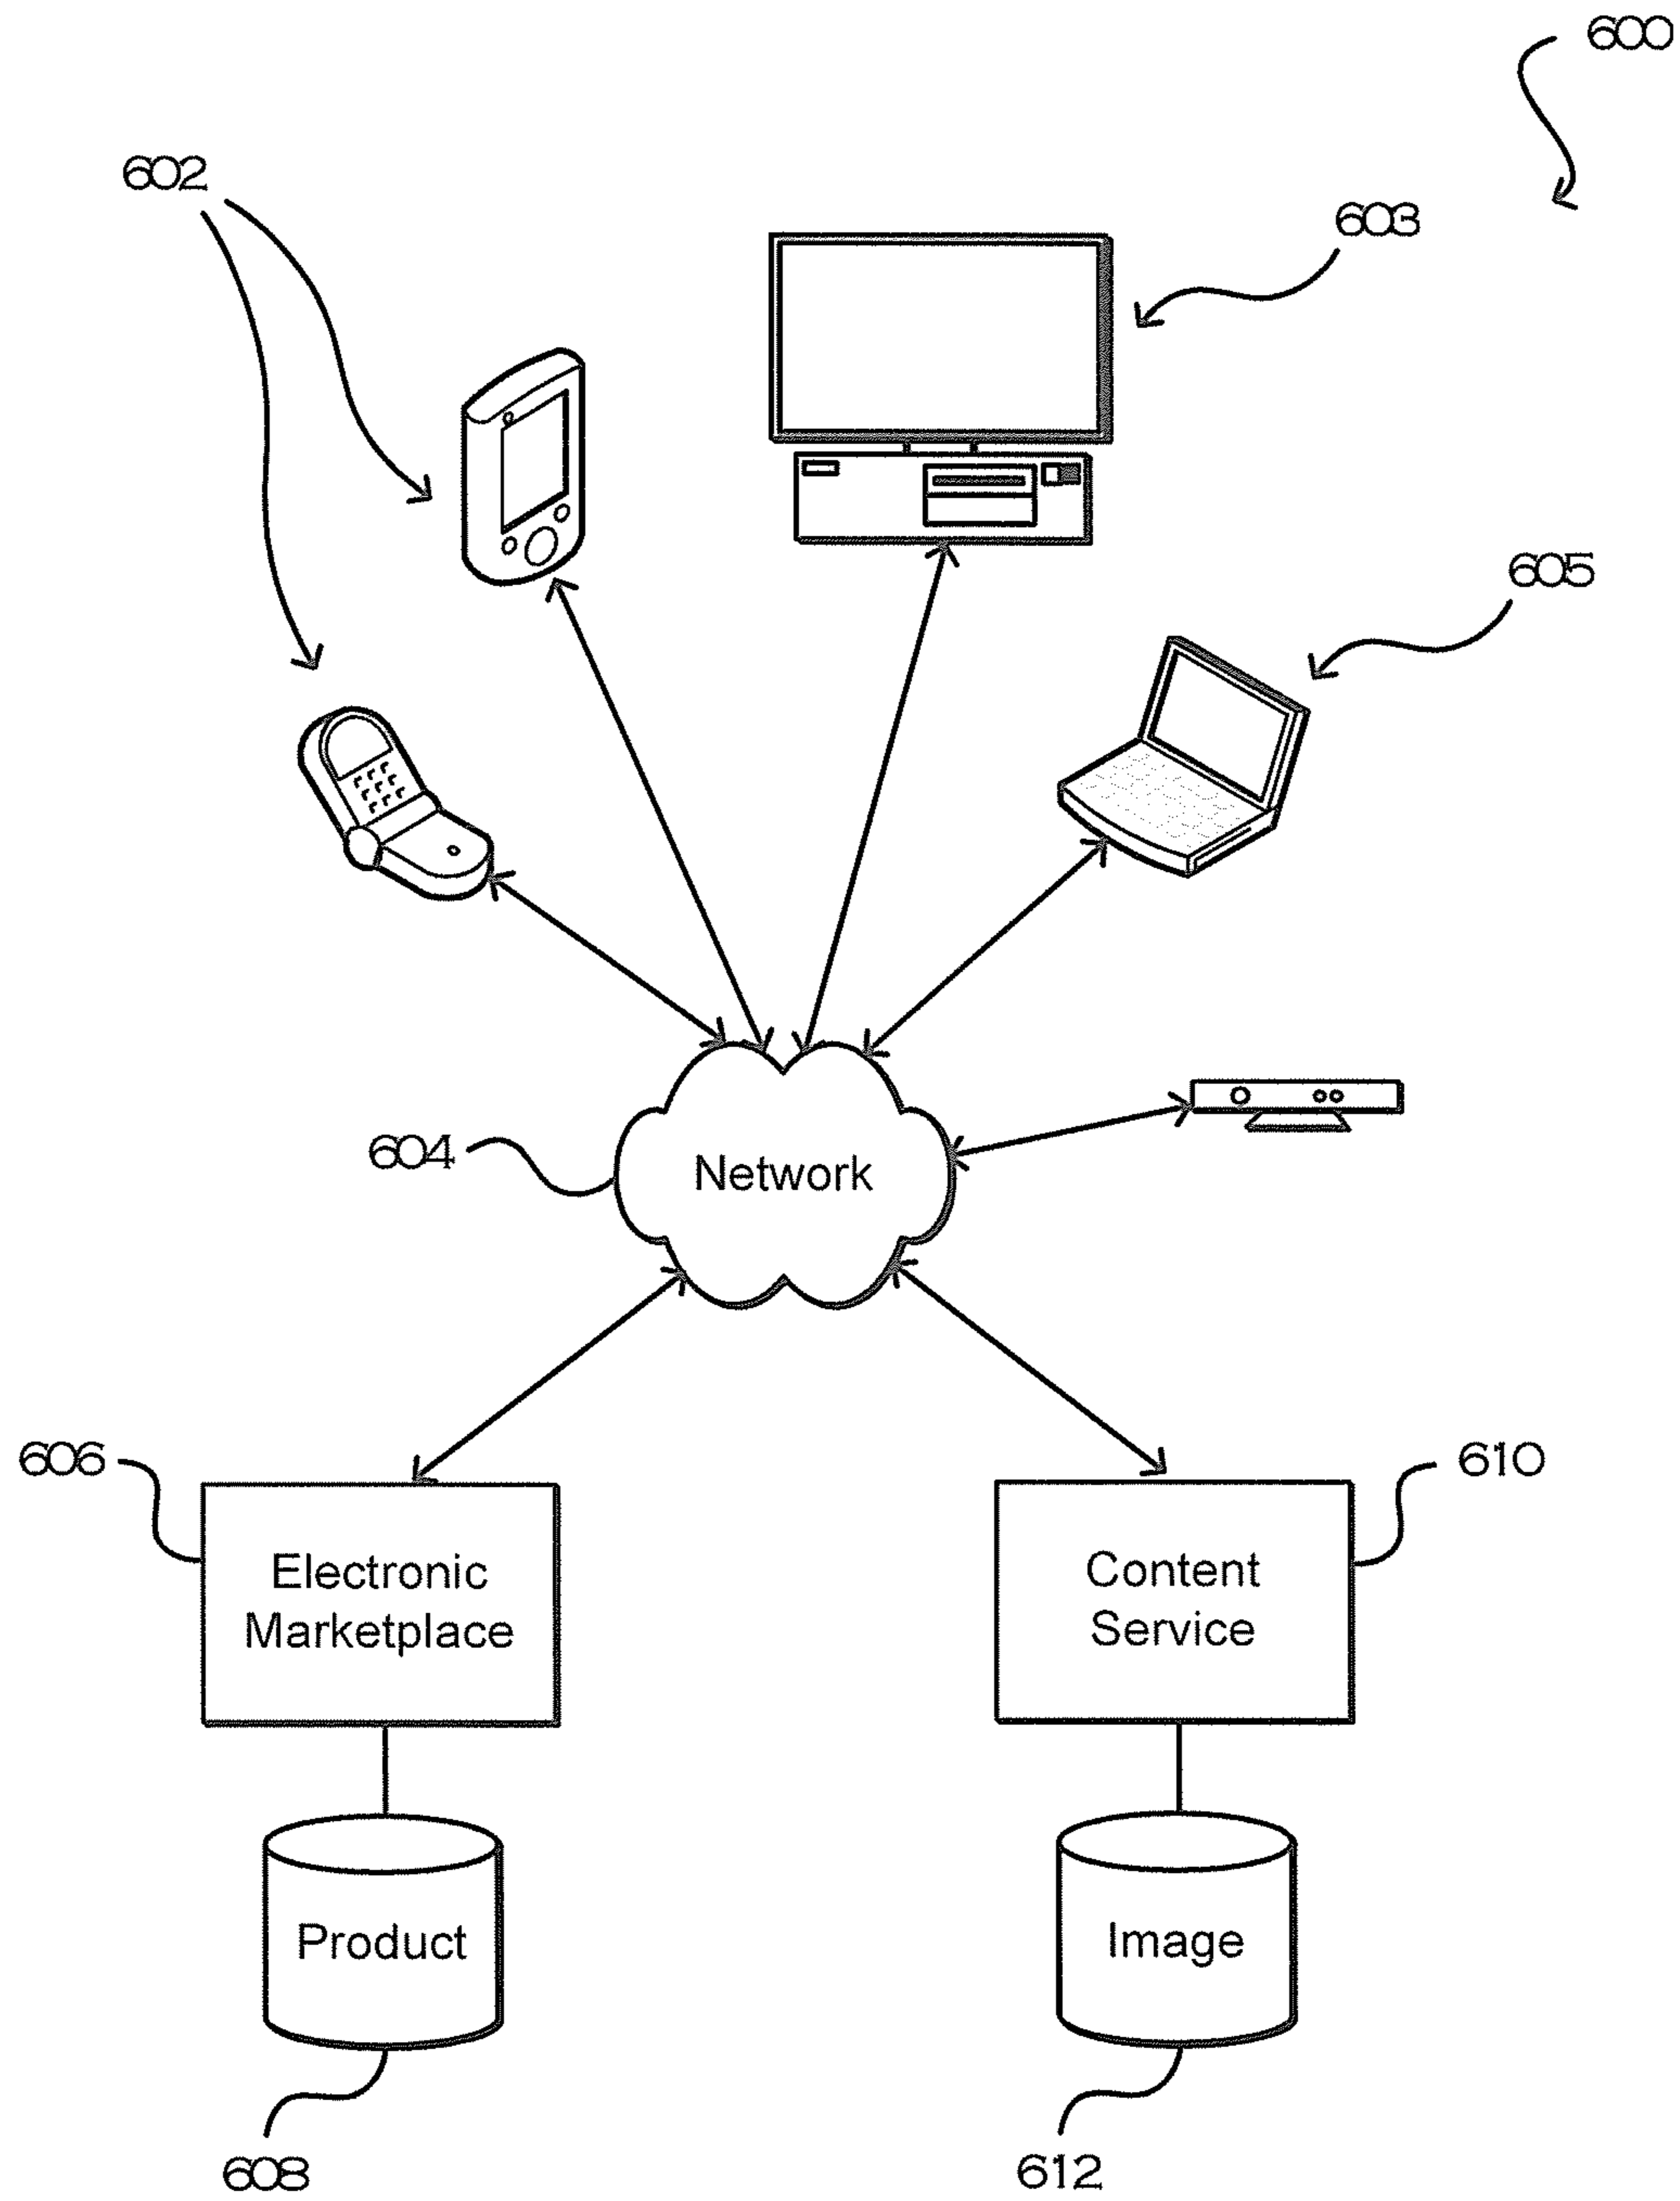 600
602
603
605
604
Network
606
610
Electronic
Marketplace
Content
Service
Product
Image
608
612